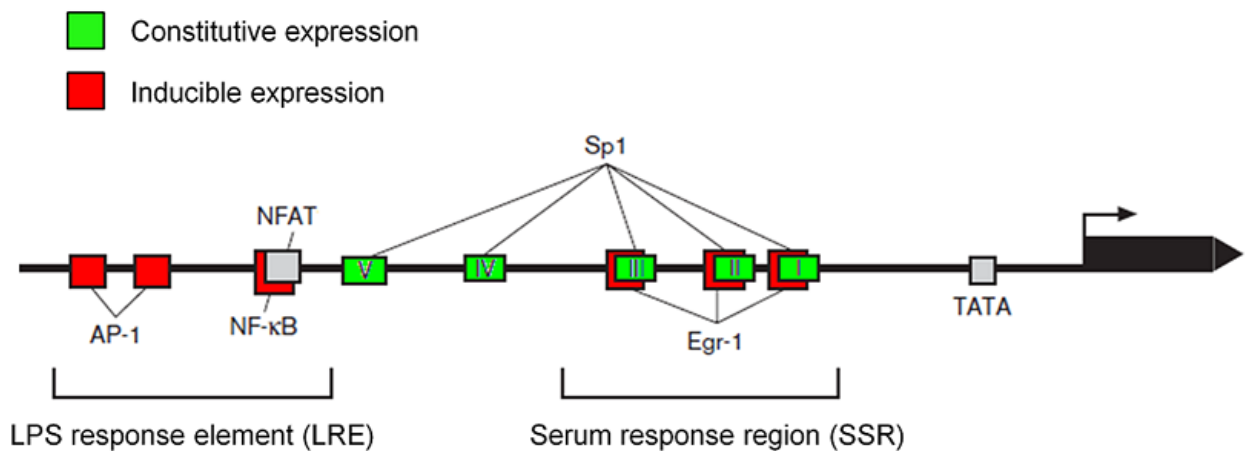 Constitutive expression
Inducible expression
Sp1
NFAT
V IV III II I
AP-1 NF-κB Egr-1 TATA
LPS response element (LRE) Serum response region (SSR)